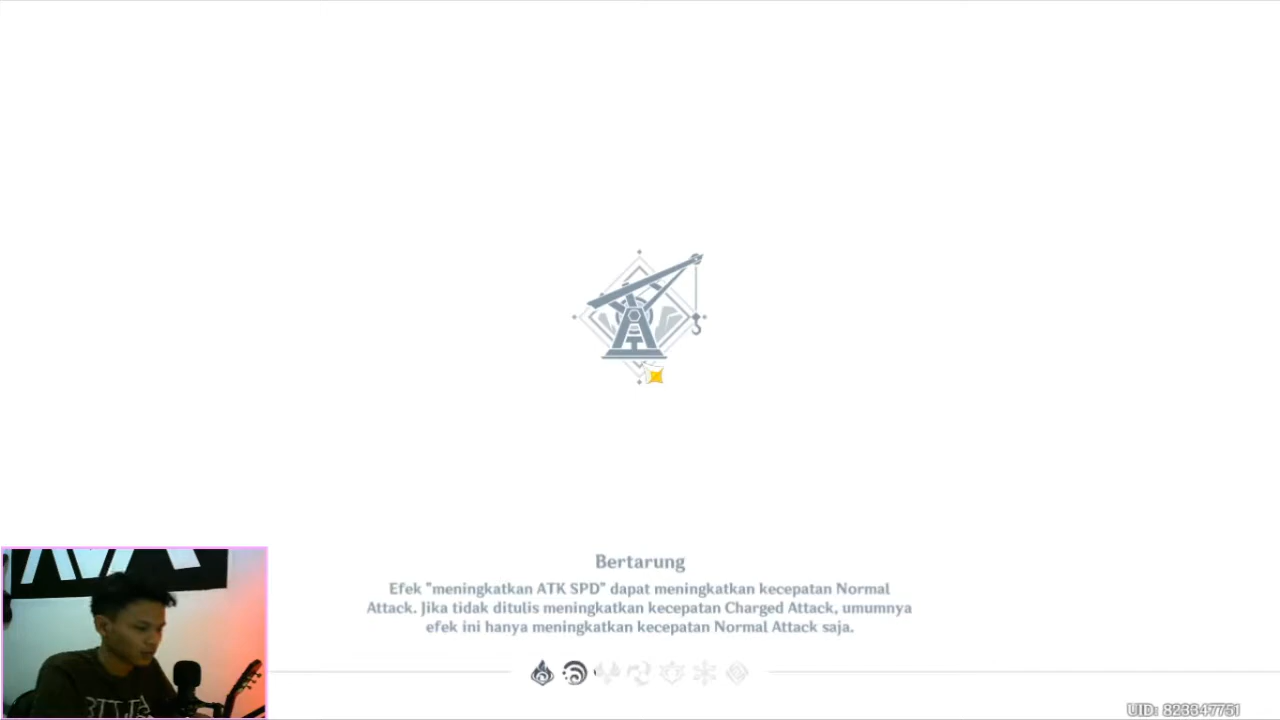 Bertarung
Efek "meningkatkan ATK SPD" dapat meningkatkan kecepatan Normal
Attack. Jika tidak ditulis meningkatkan kecepatan Charged Attack, umumnya
efek ini hanya meningkatkan kecepatan Normal Attack saja.
UID: 823347751